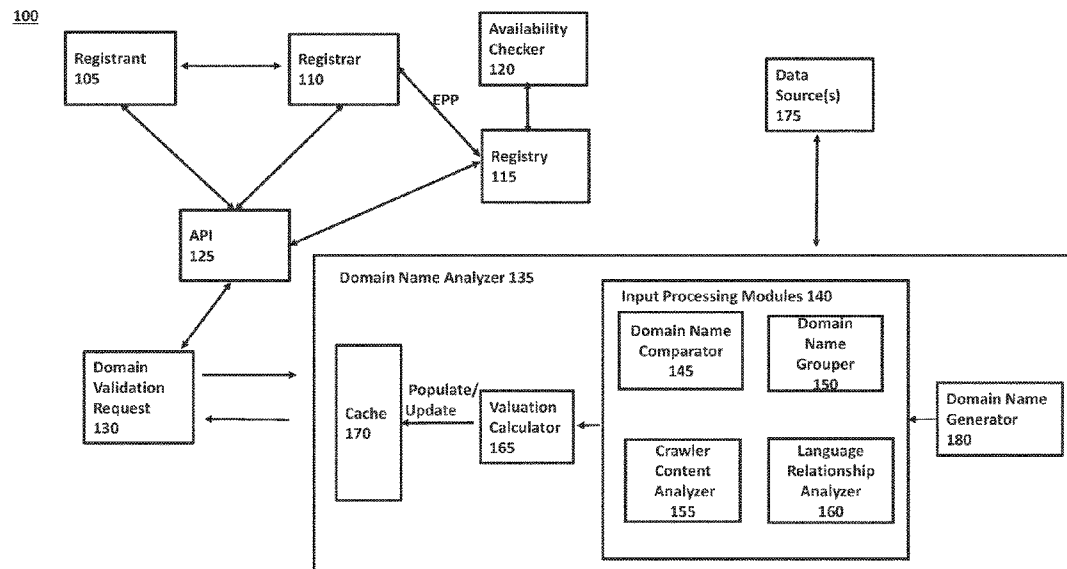 100
Registrant
105
Registrar
110
Availability
Checker
120
EPP
Data
Source(s)
175
Registry
115
API
125
Domain Name Analyzer 135
Input Processing Modules 140
Domain Name
Comparator
145
Domain
Name
Grouper
150
Domain
Validation
Request
130
Cache
170
Populate/
Update
Valuation
Calculator
165
Domain Name
Generator
180
Crawler
Content
Analyzer
155
Language
Relationship
Analyzer
160